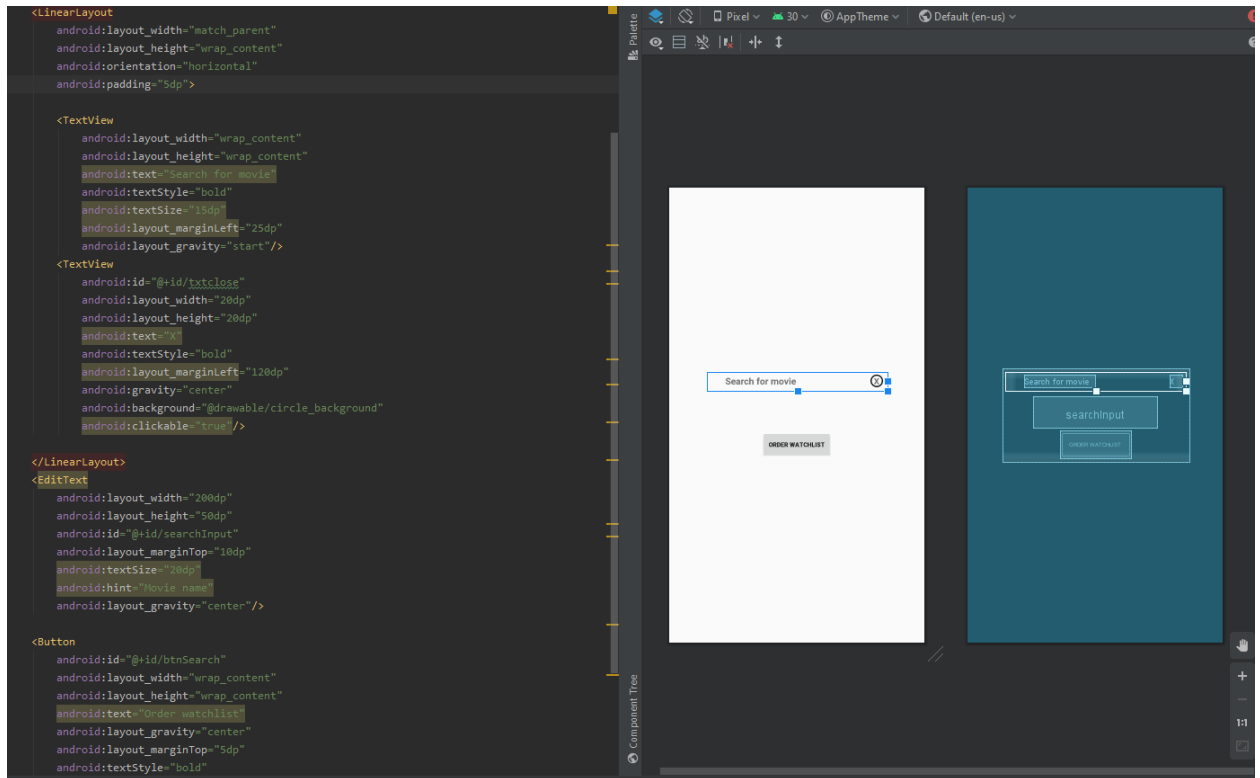 <LinearLayout
android:layout_width="match_parent"
android:layout_height="wrap_content"
android:orientation="horizontal"
android:padding="5dp">
<TextView
android:layout_width="wrap_content"
android:layout_height="wrap_content"
android:text="Search for movie"
android:textStyle="bold"
android:textSize="15dp"
android:layout_marginLeft="25dp"
android:layout_gravity="start"/>
<TextView
android:id="@+id/txtclose"
android:layout_width="20dp"
android:layout_height="20dp"
android:text="X"
android:textStyle="bold"
android:layout_marginLeft="120dp"
android:gravity="center"
android:background="@drawable/circle_background"
android:clickable="true"/>
</LinearLayout>
<EditText
android:layout_width="200dp"
android:layout_height="50dp"
android:id="@+id/searchInput"
android:layout_marginTop="10dp"
android:textSize="20dp"
android:hint="Movie name"
android:layout_gravity="center"/>
<Button
android:id="@+id/btnSearch"
android:layout_width="wrap_content"
android:layout_height="wrap_content"
android:text="Order watchlist"
android:layout_gravity="center"
android:layout_marginTop="5dp"
android:textStyle="bold"
Palette
Component Tree
Pixel 30 AppTheme Default (en-us)
Search for movie X
ORDER WATCHLIST
Search for movie X
searchInput
ORDER WATCHLIST
1:1